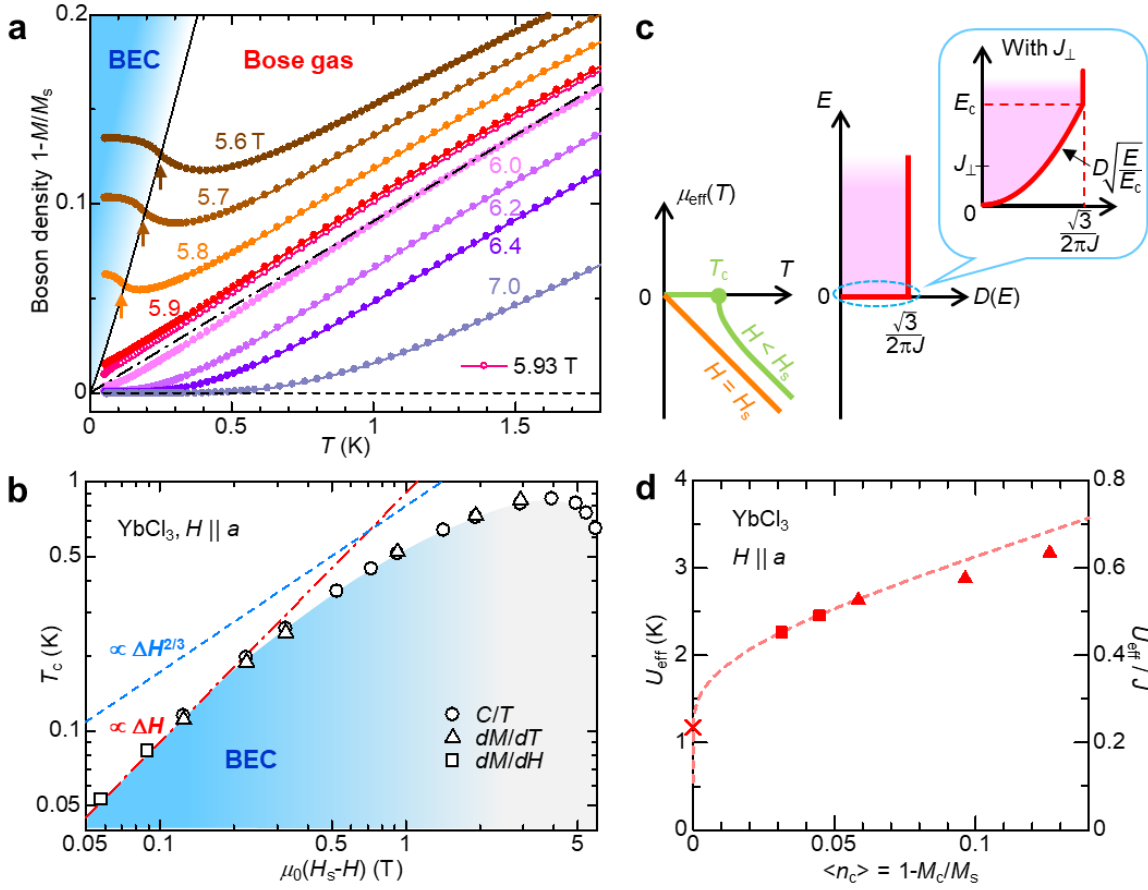 a
0.2
0.1
0
Boson density 1-M/Mₛ
BEC
Bose gas
5.6 T
5.7
5.8
5.9
6.0
6.2
6.4
7.0
5.93 T
0
0.5
1
1.5
T (K)
c
μeff(T)
Tc
T
0
H < Hₛ
H = Hₛ
E
0
√3
2πJ
D(E)
With J⊥
Ec
J⊥
0
D√(E/Ec)
√3
2πJ
b
1
0.5
0.1
0.05
Tc (K)
YbCl₃, H || a
∝ ΔH²ᐟ³
∝ ΔH
BEC
C/T
dM/dT
dM/dH
0.05
0.1
0.5
1
5
μ₀(Hₛ-H) (T)
d
4
3
2
1
0
Ueff (K)
YbCl₃
H || a
0.8
0.6
0.4
0.2
0
Ueff / J
0
0.05
0.1
<nc> = 1-Mc/Mₛ